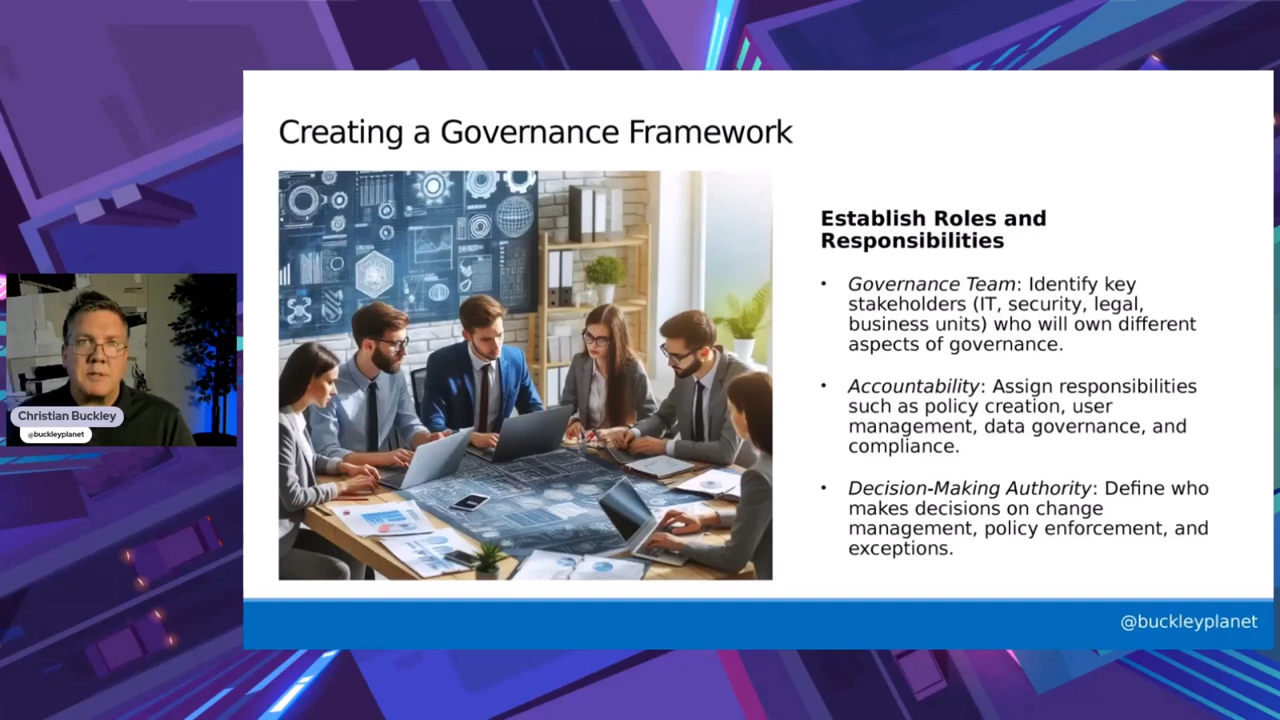 Creating a Governance Framework
Establish Roles and
Responsibilities
• Governance Team: Identify key
stakeholders (IT, security, legal,
business units) who will own different
aspects of governance.
• Accountability: Assign responsibilities
such as policy creation, user
management, data governance, and
compliance.
• Decision-Making Authority: Define who
makes decisions on change
management, policy enforcement, and
exceptions.
Christian Buckley
@buckleyplanet
@buckleyplanet